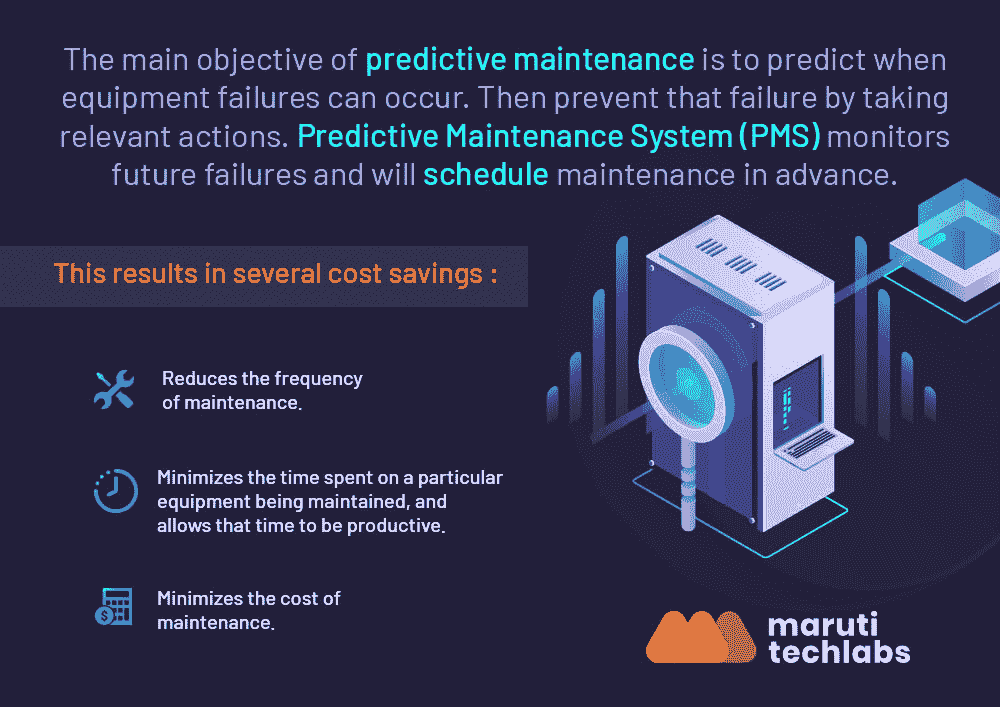 The main objective of predictive maintenance is to predict when
equipment failures can occur. Then prevent that failure by taking
relevant actions. Predictive Maintenance System (PMS) monitors
future failures and will schedule maintenance in advance.
This results in several cost savings :
Reduces the frequency
of maintenance.
Minimizes the time spent on a particular
equipment being maintained, and
allows that time to be productive.
Minimizes the cost of
maintenance.
maruti
techlabs